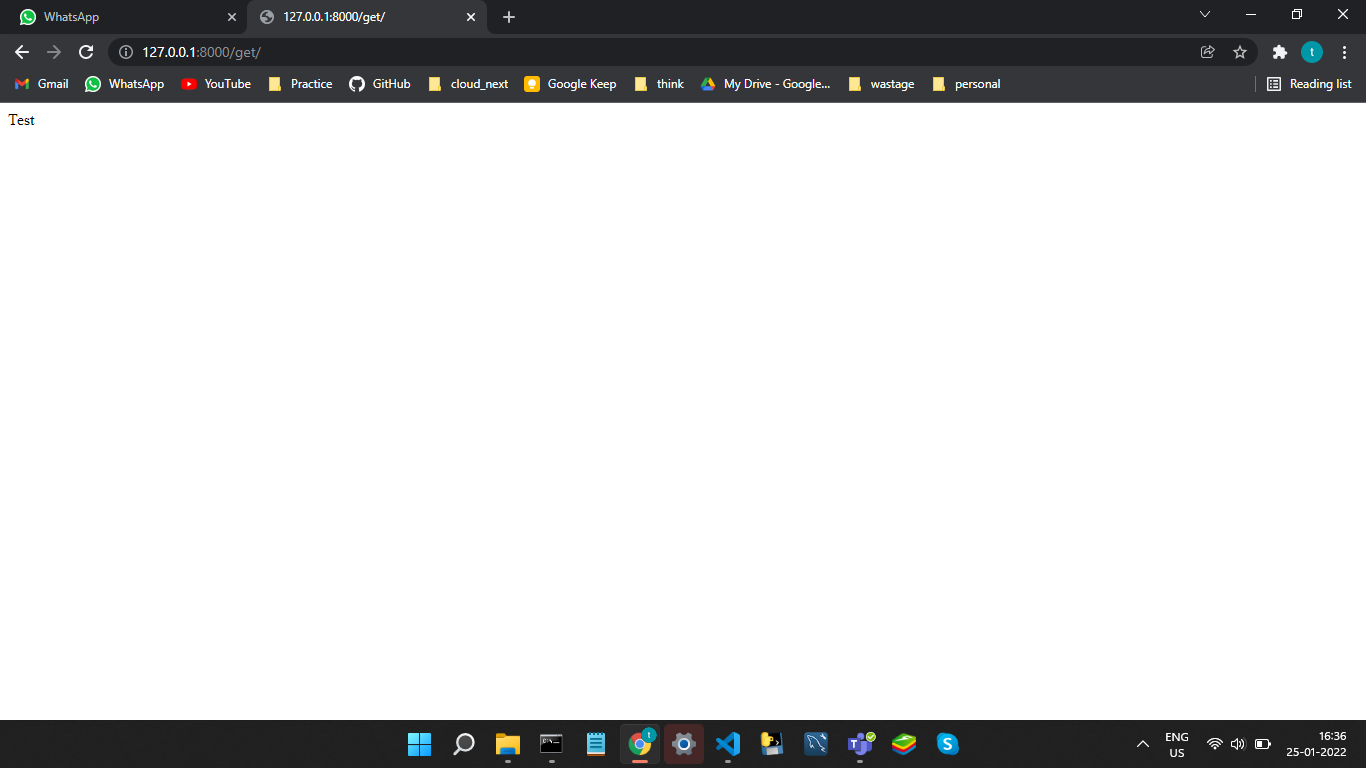 WhatsApp
127.0.0.1:8000/get/
127.0.0.1:8000/get/
t
Gmail
WhatsApp
YouTube
Practice
GitHub
cloud_next
Google Keep
think
My Drive - Google...
wastage
personal
Reading list
Test
t
ENG
US
16:36
25-01-2022